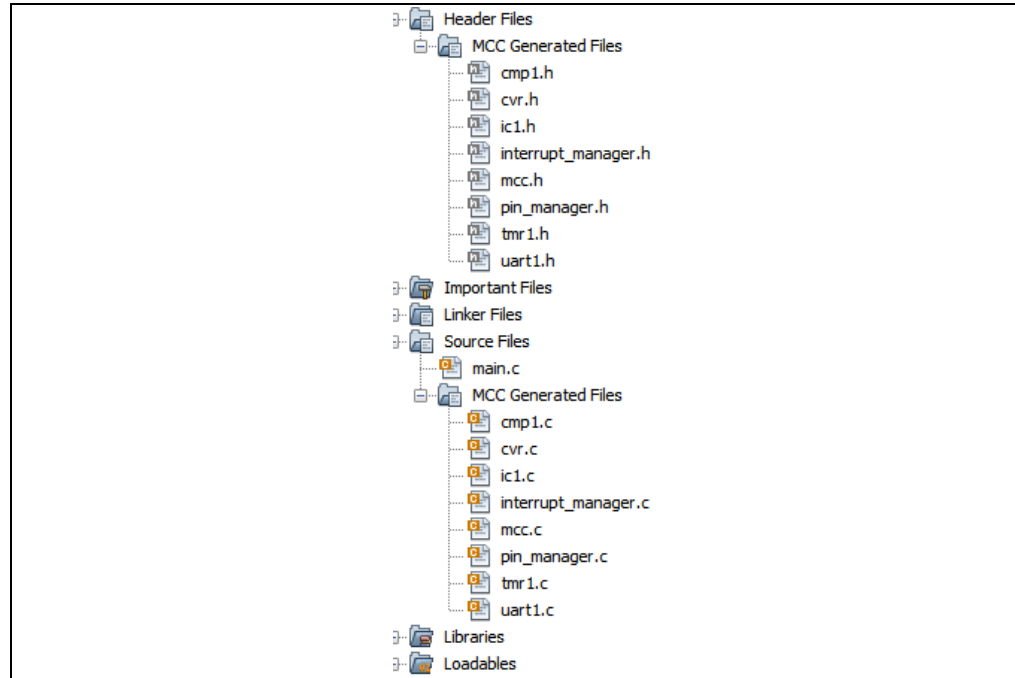 Header Files
MCC Generated Files
cmp1.h
cvr.h
ic1.h
interrupt_manager.h
mcc.h
pin_manager.h
tmr1.h
uart1.h
Important Files
Linker Files
Source Files
main.c
MCC Generated Files
cmp1.c
cvr.c
ic1.c
interrupt_manager.c
mcc.c
pin_manager.c
tmr1.c
uart1.c
Libraries
Loadables